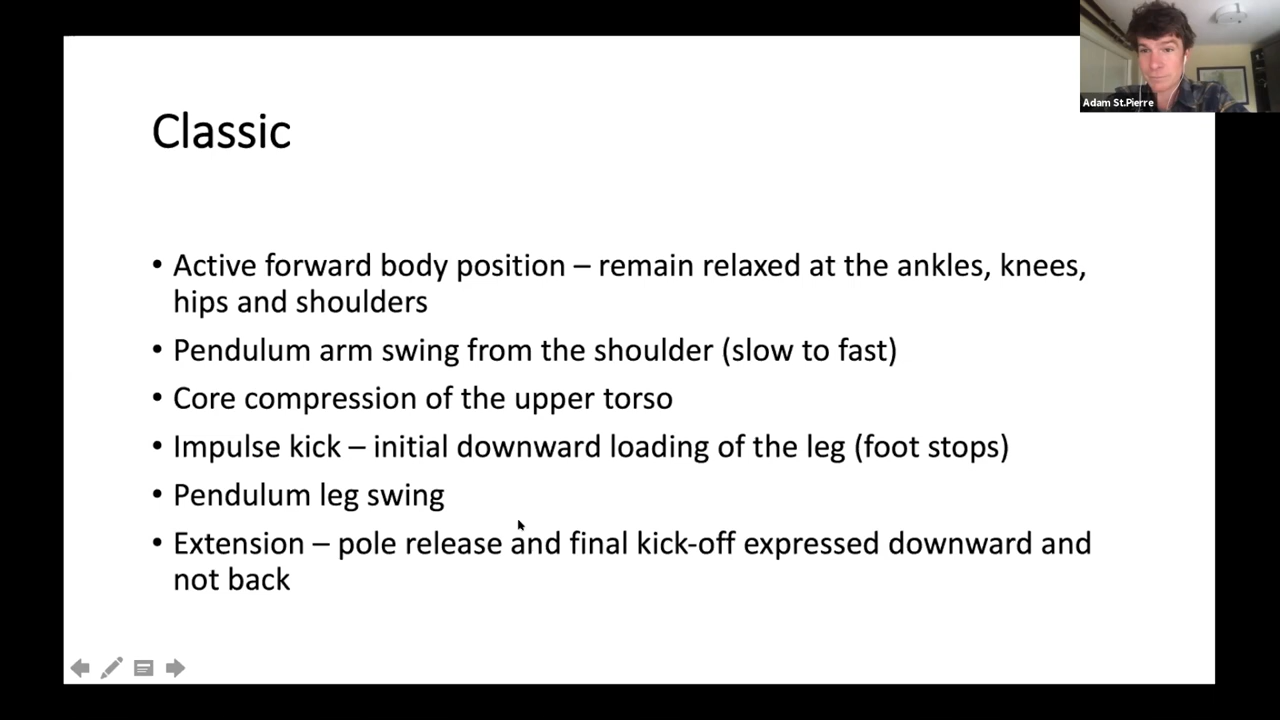 Adam St.Pierre
Classic
• Active forward body position – remain relaxed at the ankles, knees,
hips and shoulders
• Pendulum arm swing from the shoulder (slow to fast)
• Core compression of the upper torso
• Impulse kick – initial downward loading of the leg (foot stops)
• Pendulum leg swing
• Extension – pole release and final kick-off expressed downward and
not back